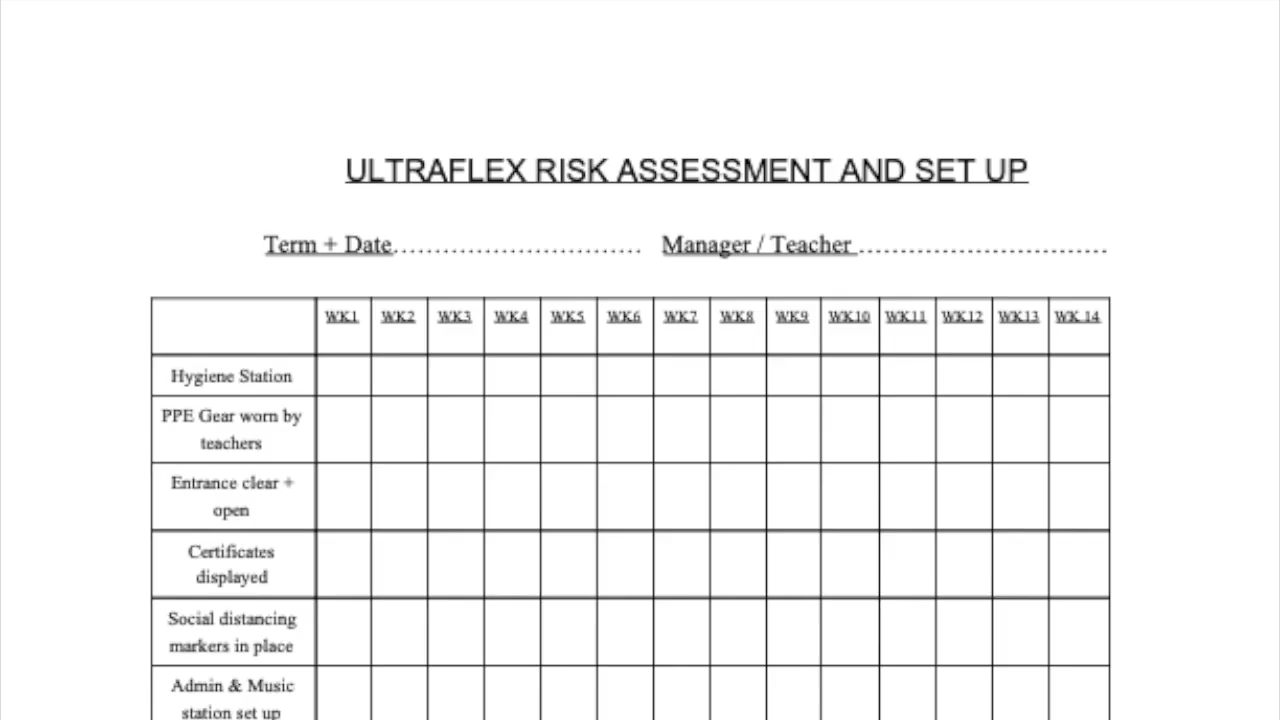 ULTRAFLEX RISK ASSESSMENT AND SET UP
Term + Date.............................. Manager / Teacher ..............................
WK1 WK2 WK3 WK4 WK5 WK6 WK7 WK8 WK9 WK10 WK11 WK12 WK13 WK 14
Hygiene Station
PPE Gear worn by
teachers
Entrance clear +
open
Certificates
displayed
Social distancing
markers in place
Admin & Music
station set up